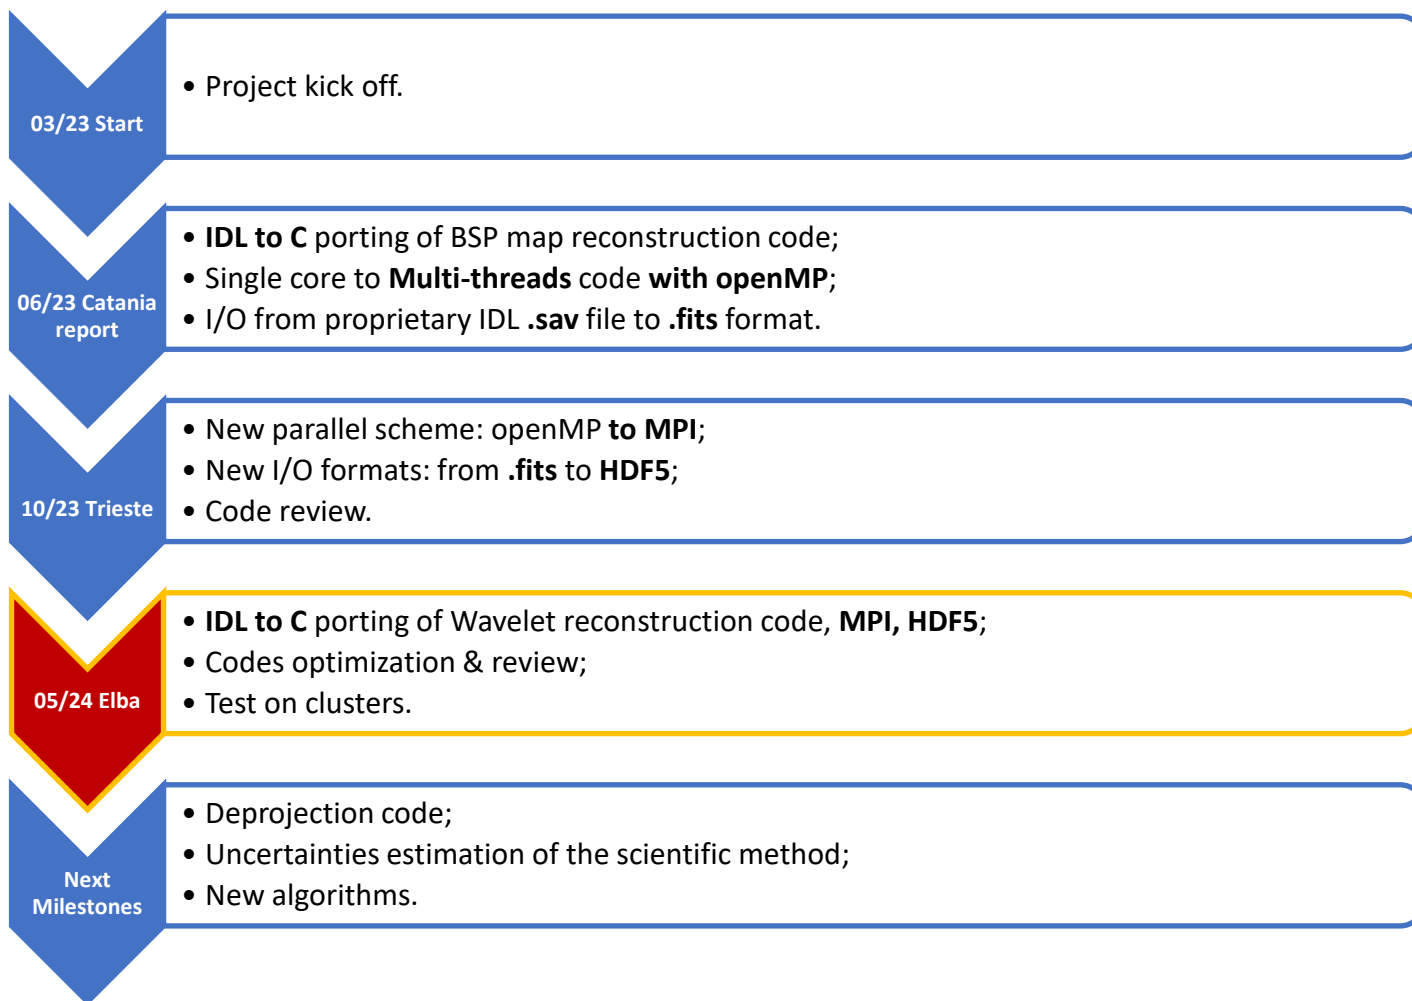 03/23 Start
• Project kick off.
06/23 Catania
report
• IDL to C porting of BSP map reconstruction code;
• Single core to Multi-threads code with openMP;
• I/O from proprietary IDL .sav file to .fits format.
10/23 Trieste
• New parallel scheme: openMP to MPI;
• New I/O formats: from .fits to HDF5;
• Code review.
05/24 Elba
• IDL to C porting of Wavelet reconstruction code, MPI, HDF5;
• Codes optimization & review;
• Test on clusters.
Next
Milestones
• Deprojection code;
• Uncertainties estimation of the scientific method;
• New algorithms.